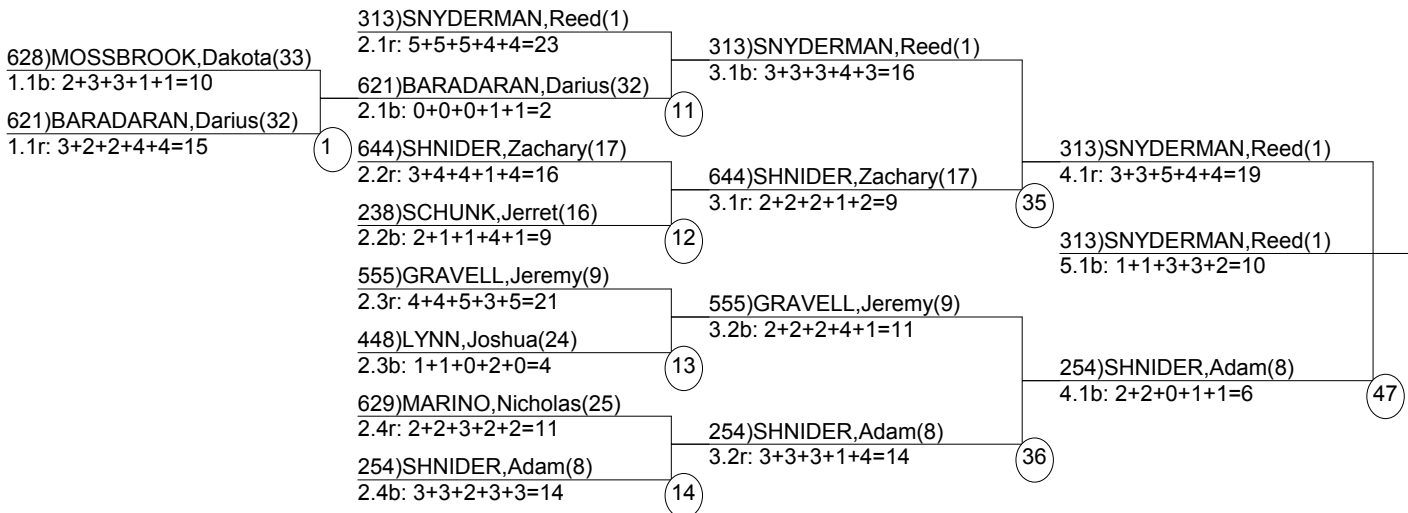 628)MOSSBROOK,Dakota(33)
1.1b: 2+3+3+1+1=10
621)BARADARAN,Darius(32)
1.1r: 3+2+2+4+4=15
1
313)SNYDERMAN,Reed(1)
2.1r: 5+5+5+4+4=23
621)BARADARAN,Darius(32)
2.1b: 0+0+0+1+1=2
11
644)SHNIDER,Zachary(17)
2.2r: 3+4+4+1+4=16
238)SCHUNK,Jerret(16)
2.2b: 2+1+1+4+1=9
12
555)GRAVELL,Jeremy(9)
2.3r: 4+4+5+3+5=21
448)LYNN,Joshua(24)
2.3b: 1+1+0+2+0=4
13
629)MARINO,Nicholas(25)
2.4r: 2+2+3+2+2=11
254)SHNIDER,Adam(8)
2.4b: 3+3+2+3+3=14
14
313)SNYDERMAN,Reed(1)
3.1b: 3+3+3+4+3=16
644)SHNIDER,Zachary(17)
3.1r: 2+2+2+1+2=9
35
555)GRAVELL,Jeremy(9)
3.2b: 2+2+2+4+1=11
254)SHNIDER,Adam(8)
3.2r: 3+3+3+1+4=14
36
313)SNYDERMAN,Reed(1)
4.1r: 3+3+5+4+4=19
313)SNYDERMAN,Reed(1)
5.1b: 1+1+3+3+2=10
254)SHNIDER,Adam(8)
4.1b: 2+2+0+1+1=6
47